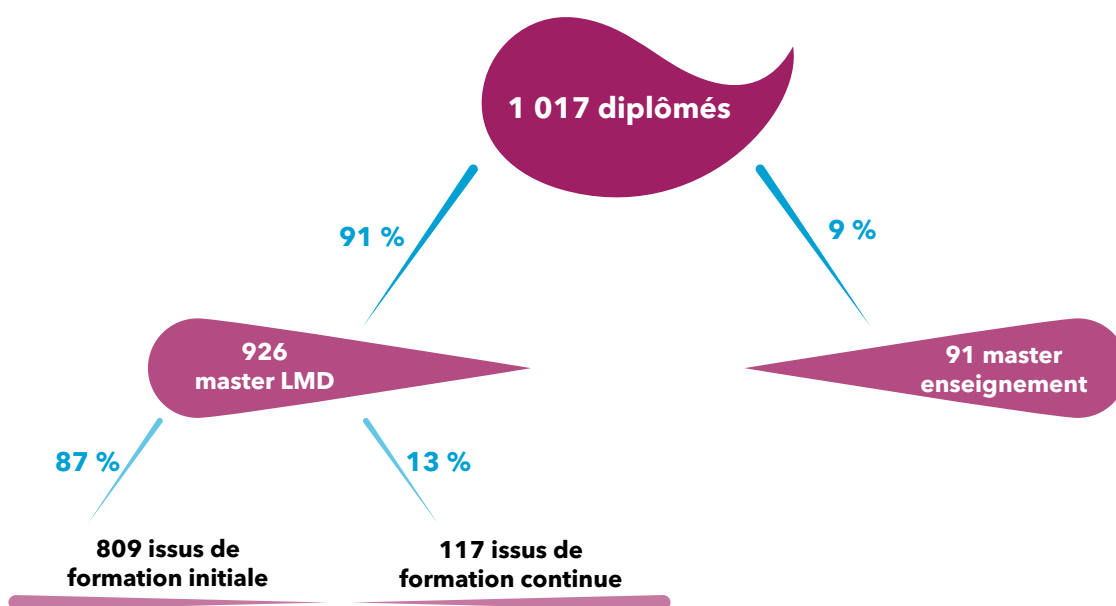 1 017 diplômés
91 %
9 %
926
master LMD
91 master
enseignement
87 %
13 %
809 issus de
formation initiale
117 issus de
formation continue